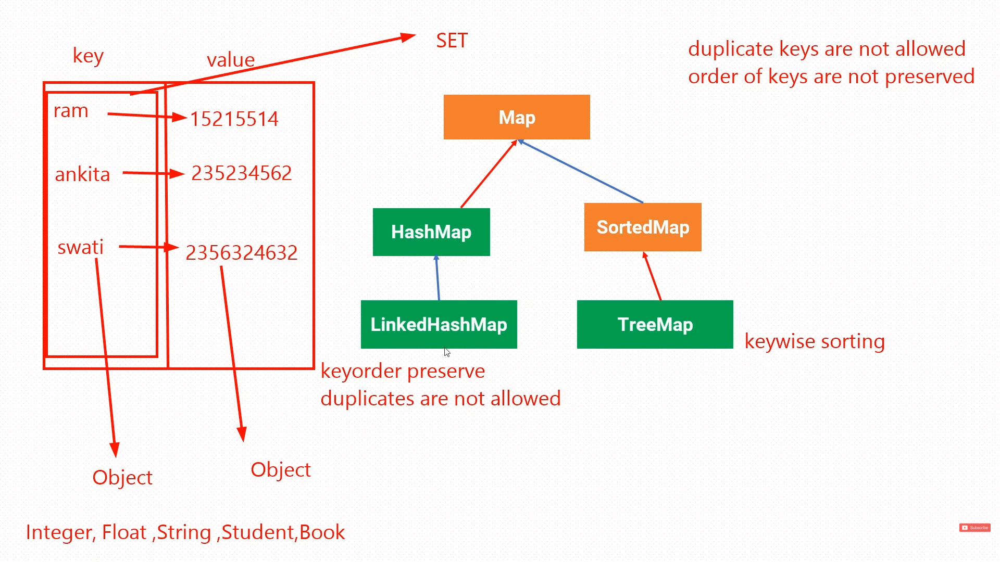 SET
key
value
duplicate keys are not allowed
order of keys are not preserved
ram
15215514
Map
ankita
235234562
HashMap
SortedMap
swati
2356324632
LinkedHashMap
TreeMap
keywise sorting
keyorder preserve
duplicates are not allowed
Object
Object
Integer, Float ,String ,Student,Book
Subscribe